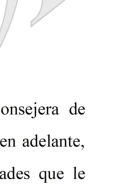 onsejera de
en adelante,
ades que le